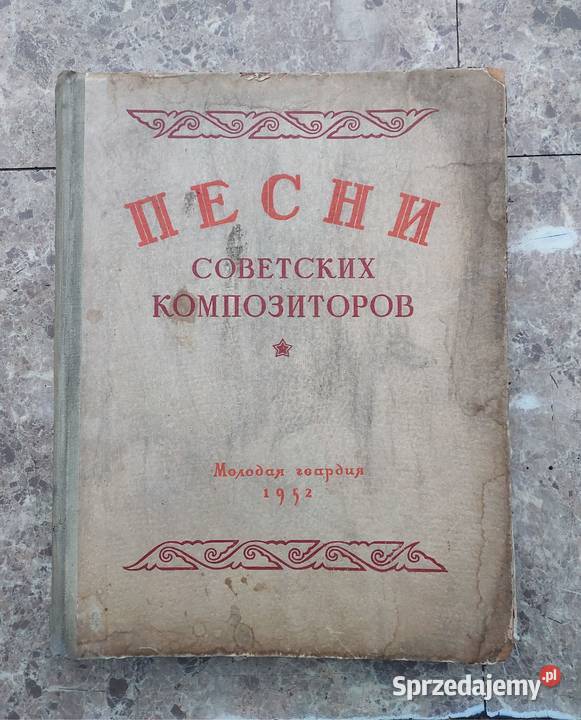 ПЕСНИ
СОВЕТСКИХ
КОМПОЗИТОРОВ
Молодая гвардия
1952
Sprzedajemy.pl